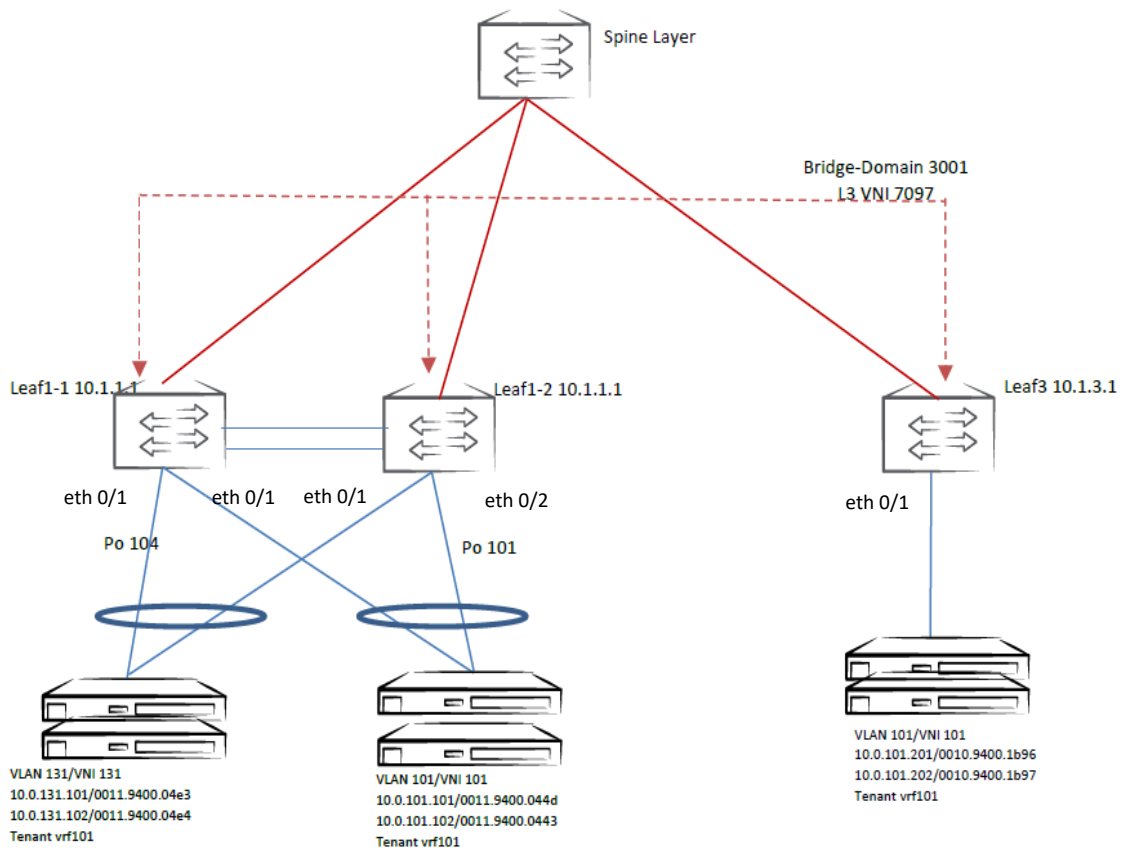 Spine Layer
Bridge-Domain 3001
L3 VNI 7097
Leaf1-1 10.1.1.1
Leaf1-2 10.1.1.1
Leaf3 10.1.3.1
eth 0/1
eth 0/1
eth 0/1
eth 0/2
eth 0/1
Po 104
Po 101
VLAN 131/VNI 131
10.0.131.101/0011.9400.04e3
10.0.131.102/0011.9400.04e4
Tenant vrf101
VLAN 101/VNI 101
10.0.101.101/0011.9400.044d
10.0.101.102/0011.9400.0443
Tenant vrf101
VLAN 101/VNI 101
10.0.101.201/0010.9400.1b96
10.0.101.202/0010.9400.1b97
Tenant vrf101